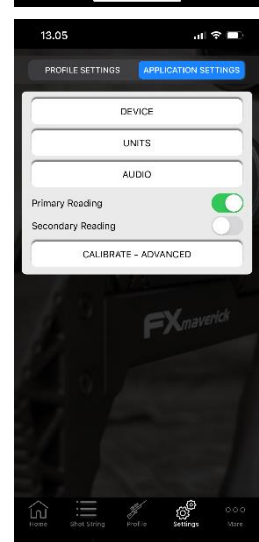 13.05
PROFILE SETTINGS APPLICATION SETTINGS
DEVICE
UNITS
AUDIO
Primary Reading
Secondary Reading
CALIBRATE - ADVANCED
FXmaverick
Home Shot String Profile Settings More